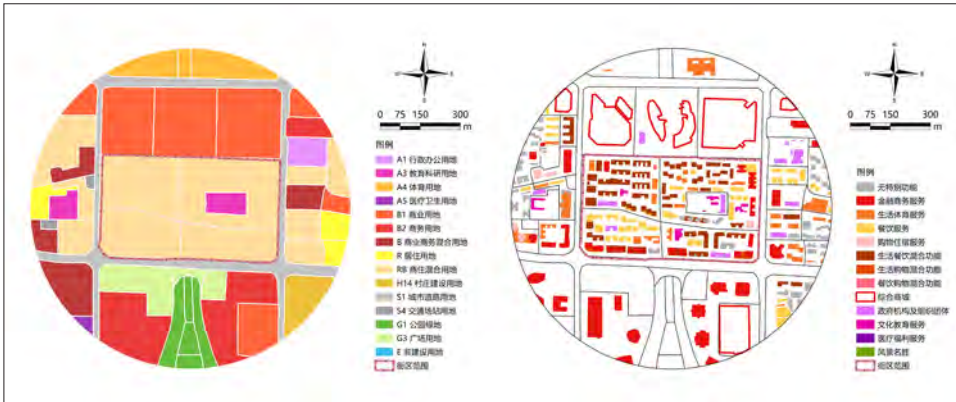 N
W E
S
0 75 150 300
m
图例
A1 行政办公用地
A3 教育科研用地
A4 体育用地
A5 医疗卫生用地
B1 商业用地
B2 商务用地
B 商业商务混合用地
R 居住用地
RB 商住混合用地
H14 村庄建设用地
S1 城市道路用地
S4 交通场站用地
G1 公园绿地
G3 广场用地
E 非建设用地
街区范围
N
W E
S
0 75 150 300
m
图例
无特别功能
金融商务服务
生活体育服务
餐饮服务
购物住宿服务
生活餐饮混合功能
生活购物混合功能
餐饮购物混合功能
综合商城
政府机构及组织团体
文化教育服务
医疗福利服务
风景名胜
街区范围